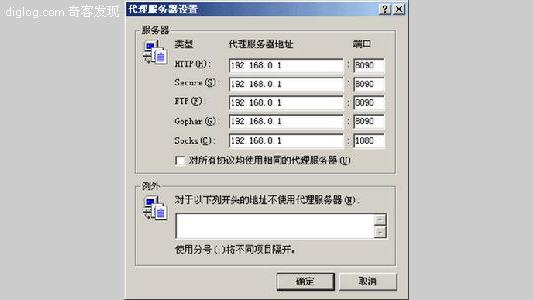 diglog.com 奇客发现
代理服务器设置
服务器
类型 代理服务器地址 端口
HTTP(H): 192.168.0.1 : 8090
Secure(S): 192.168.0.1 : 8090
FTP(F): 192.168.0.1 : 8090
Gopher(G): 192.168.0.1 : 8090
Socks(C): 192.168.0.1 : 1080
对所有协议均使用相同的代理服务器(U)
例外
对于以下列开头的地址不使用代理服务器(N):
使用分号(;)将不同项目隔开。
确定 取消